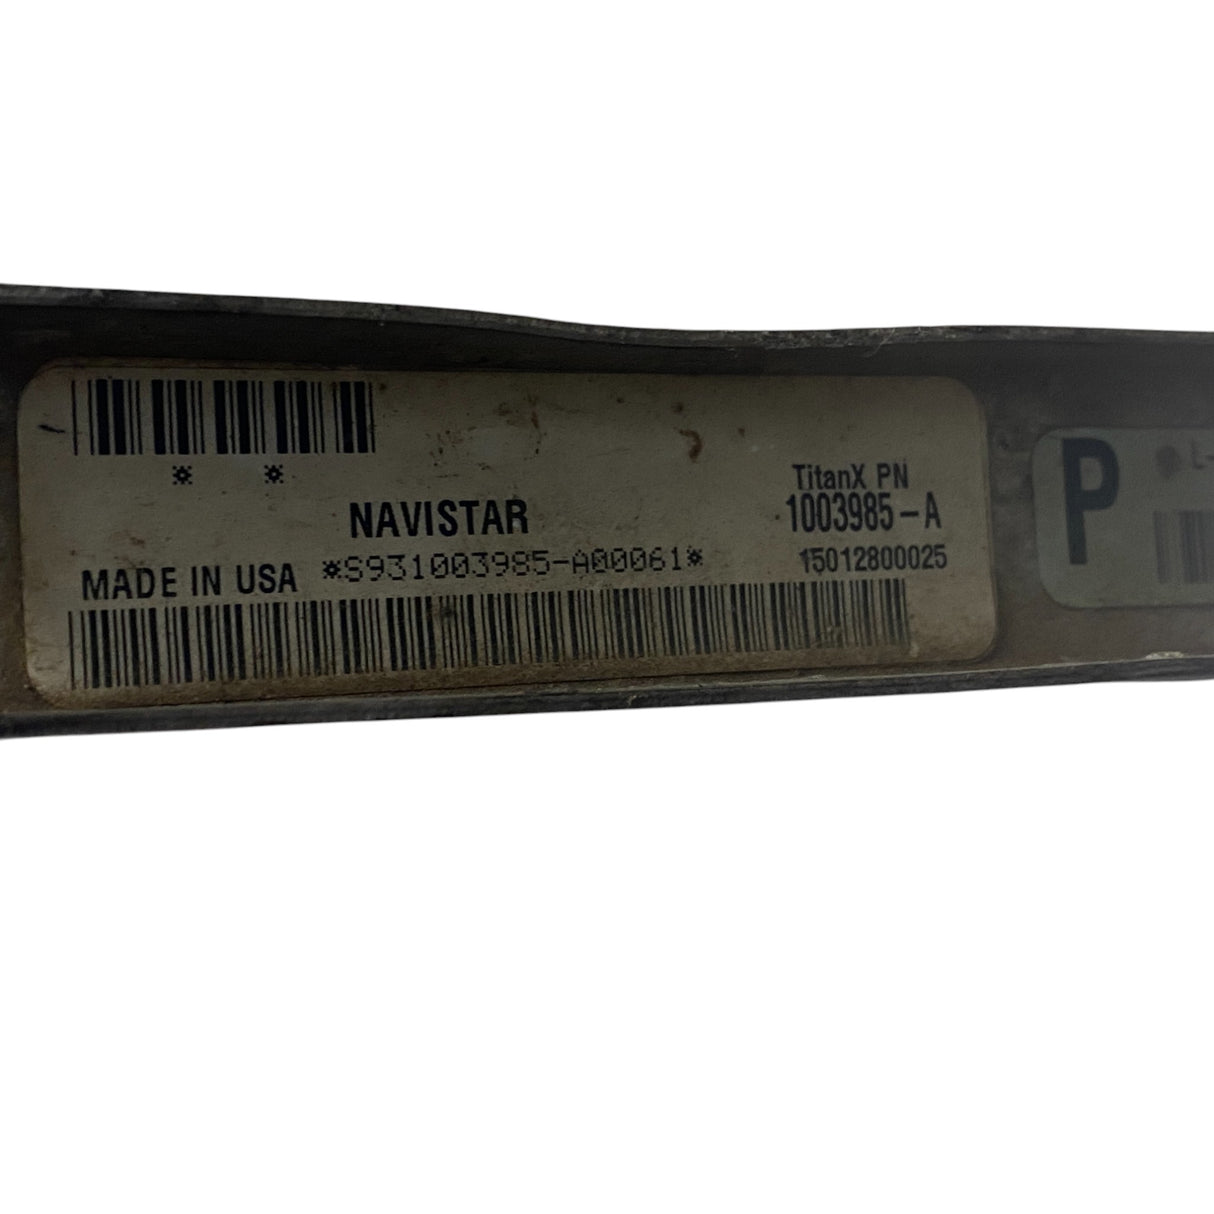 * *
NAVISTAR
TitanX PN
1003985-A
MADE IN USA *S931003985-A00061* 15012800025
P
L-